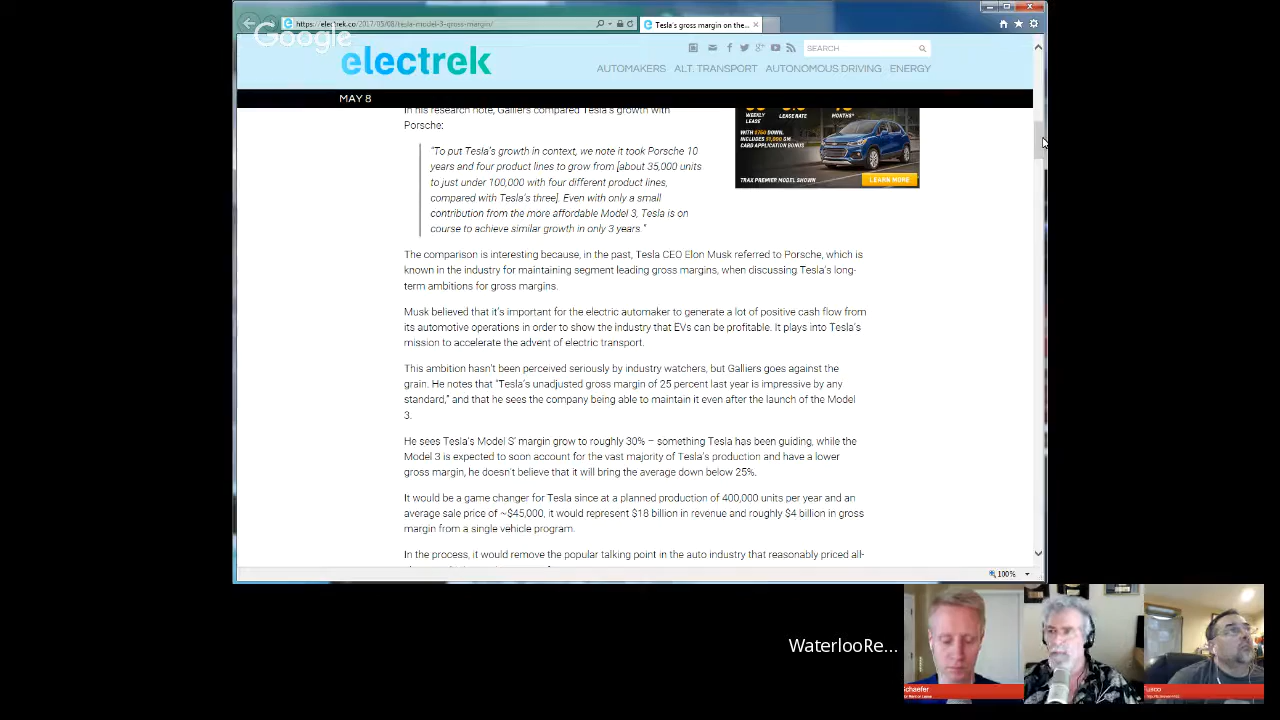 https://electrek.co/2017/05/08/tesla-model-3-gross-margin/
Tesla's gross margin on the...
Google
electrek
SEARCH
AUTOMAKERS ALT. TRANSPORT AUTONOMOUS DRIVING ENERGY
MAY 8
In his research note, Galliers compared Tesla's growth with
Porsche:
"To put Tesla's growth in context, we note it took Porsche 10
years and four product lines to grow from [about 35,000 units
to just under 100,000 with four different product lines,
compared with Tesla's three]. Even with only a small
contribution from the more affordable Model 3, Tesla is on
course to achieve similar growth in only 3 years."
WEEKLY LEASE
LEASE RATE
MONTHS*
WITH $750 DOWN,
INCLUDES $1,000 GM
CARD APPLICATION BONUS
TRAX PREMIER MODEL SHOWN
LEARN MORE
The comparison is interesting because, in the past, Tesla CEO Elon Musk referred to Porsche, which is
known in the industry for maintaining segment leading gross margins, when discussing Tesla's long-
term ambitions for gross margins.
Musk believed that it's important for the electric automaker to generate a lot of positive cash flow from
its automotive operations in order to show the industry that EVs can be profitable. It plays into Tesla's
mission to accelerate the advent of electric transport.
This ambition hasn't been perceived seriously by industry watchers, but Galliers goes against the
grain. He notes that "Tesla's unadjusted gross margin of 25 percent last year is impressive by any
standard," and that he sees the company being able to maintain it even after the launch of the Model
3.
He sees Tesla's Model S' margin grow to roughly 30% – something Tesla has been guiding, while the
Model 3 is expected to soon account for the vast majority of Tesla's production and have a lower
gross margin, he doesn't believe that it will bring the average down below 25%.
It would be a game changer for Tesla since at a planned production of 400,000 units per year and an
average sale price of ~$45,000, it would represent $18 billion in revenue and roughly $4 billion in gross
margin from a single vehicle program.
In the process, it would remove the popular talking point in the auto industry that reasonably priced all-
100%
WaterlooRe...
Schaefer